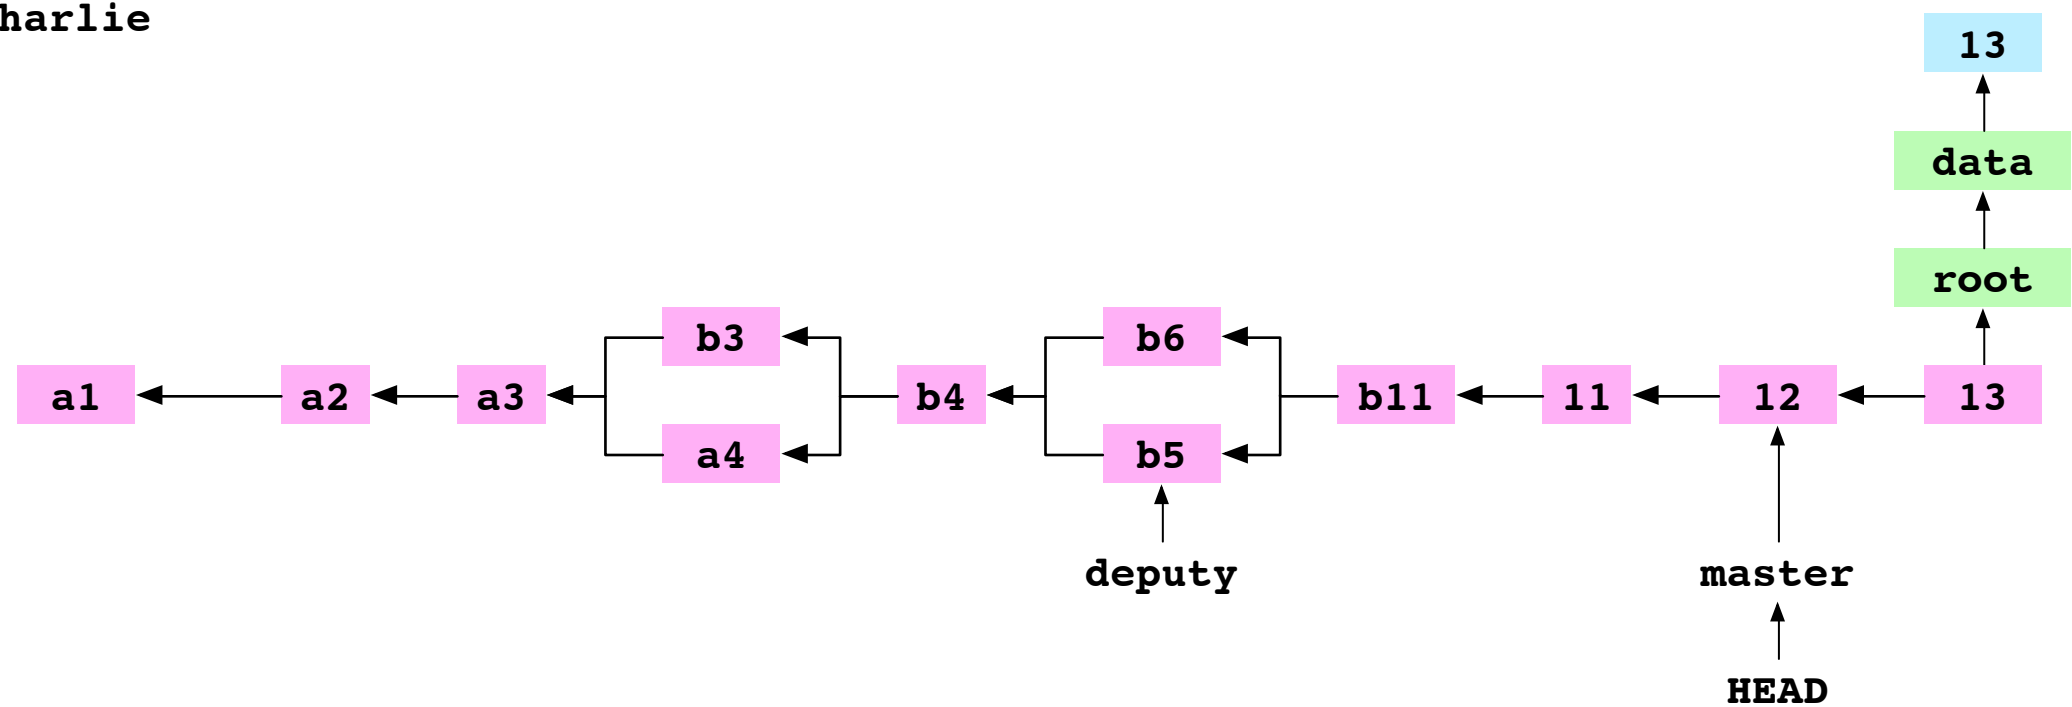 harlie
13
data
root
b3 b6
a1 a2 a3 b4 b11 11 12 13
a4 b5
deputy master
HEAD